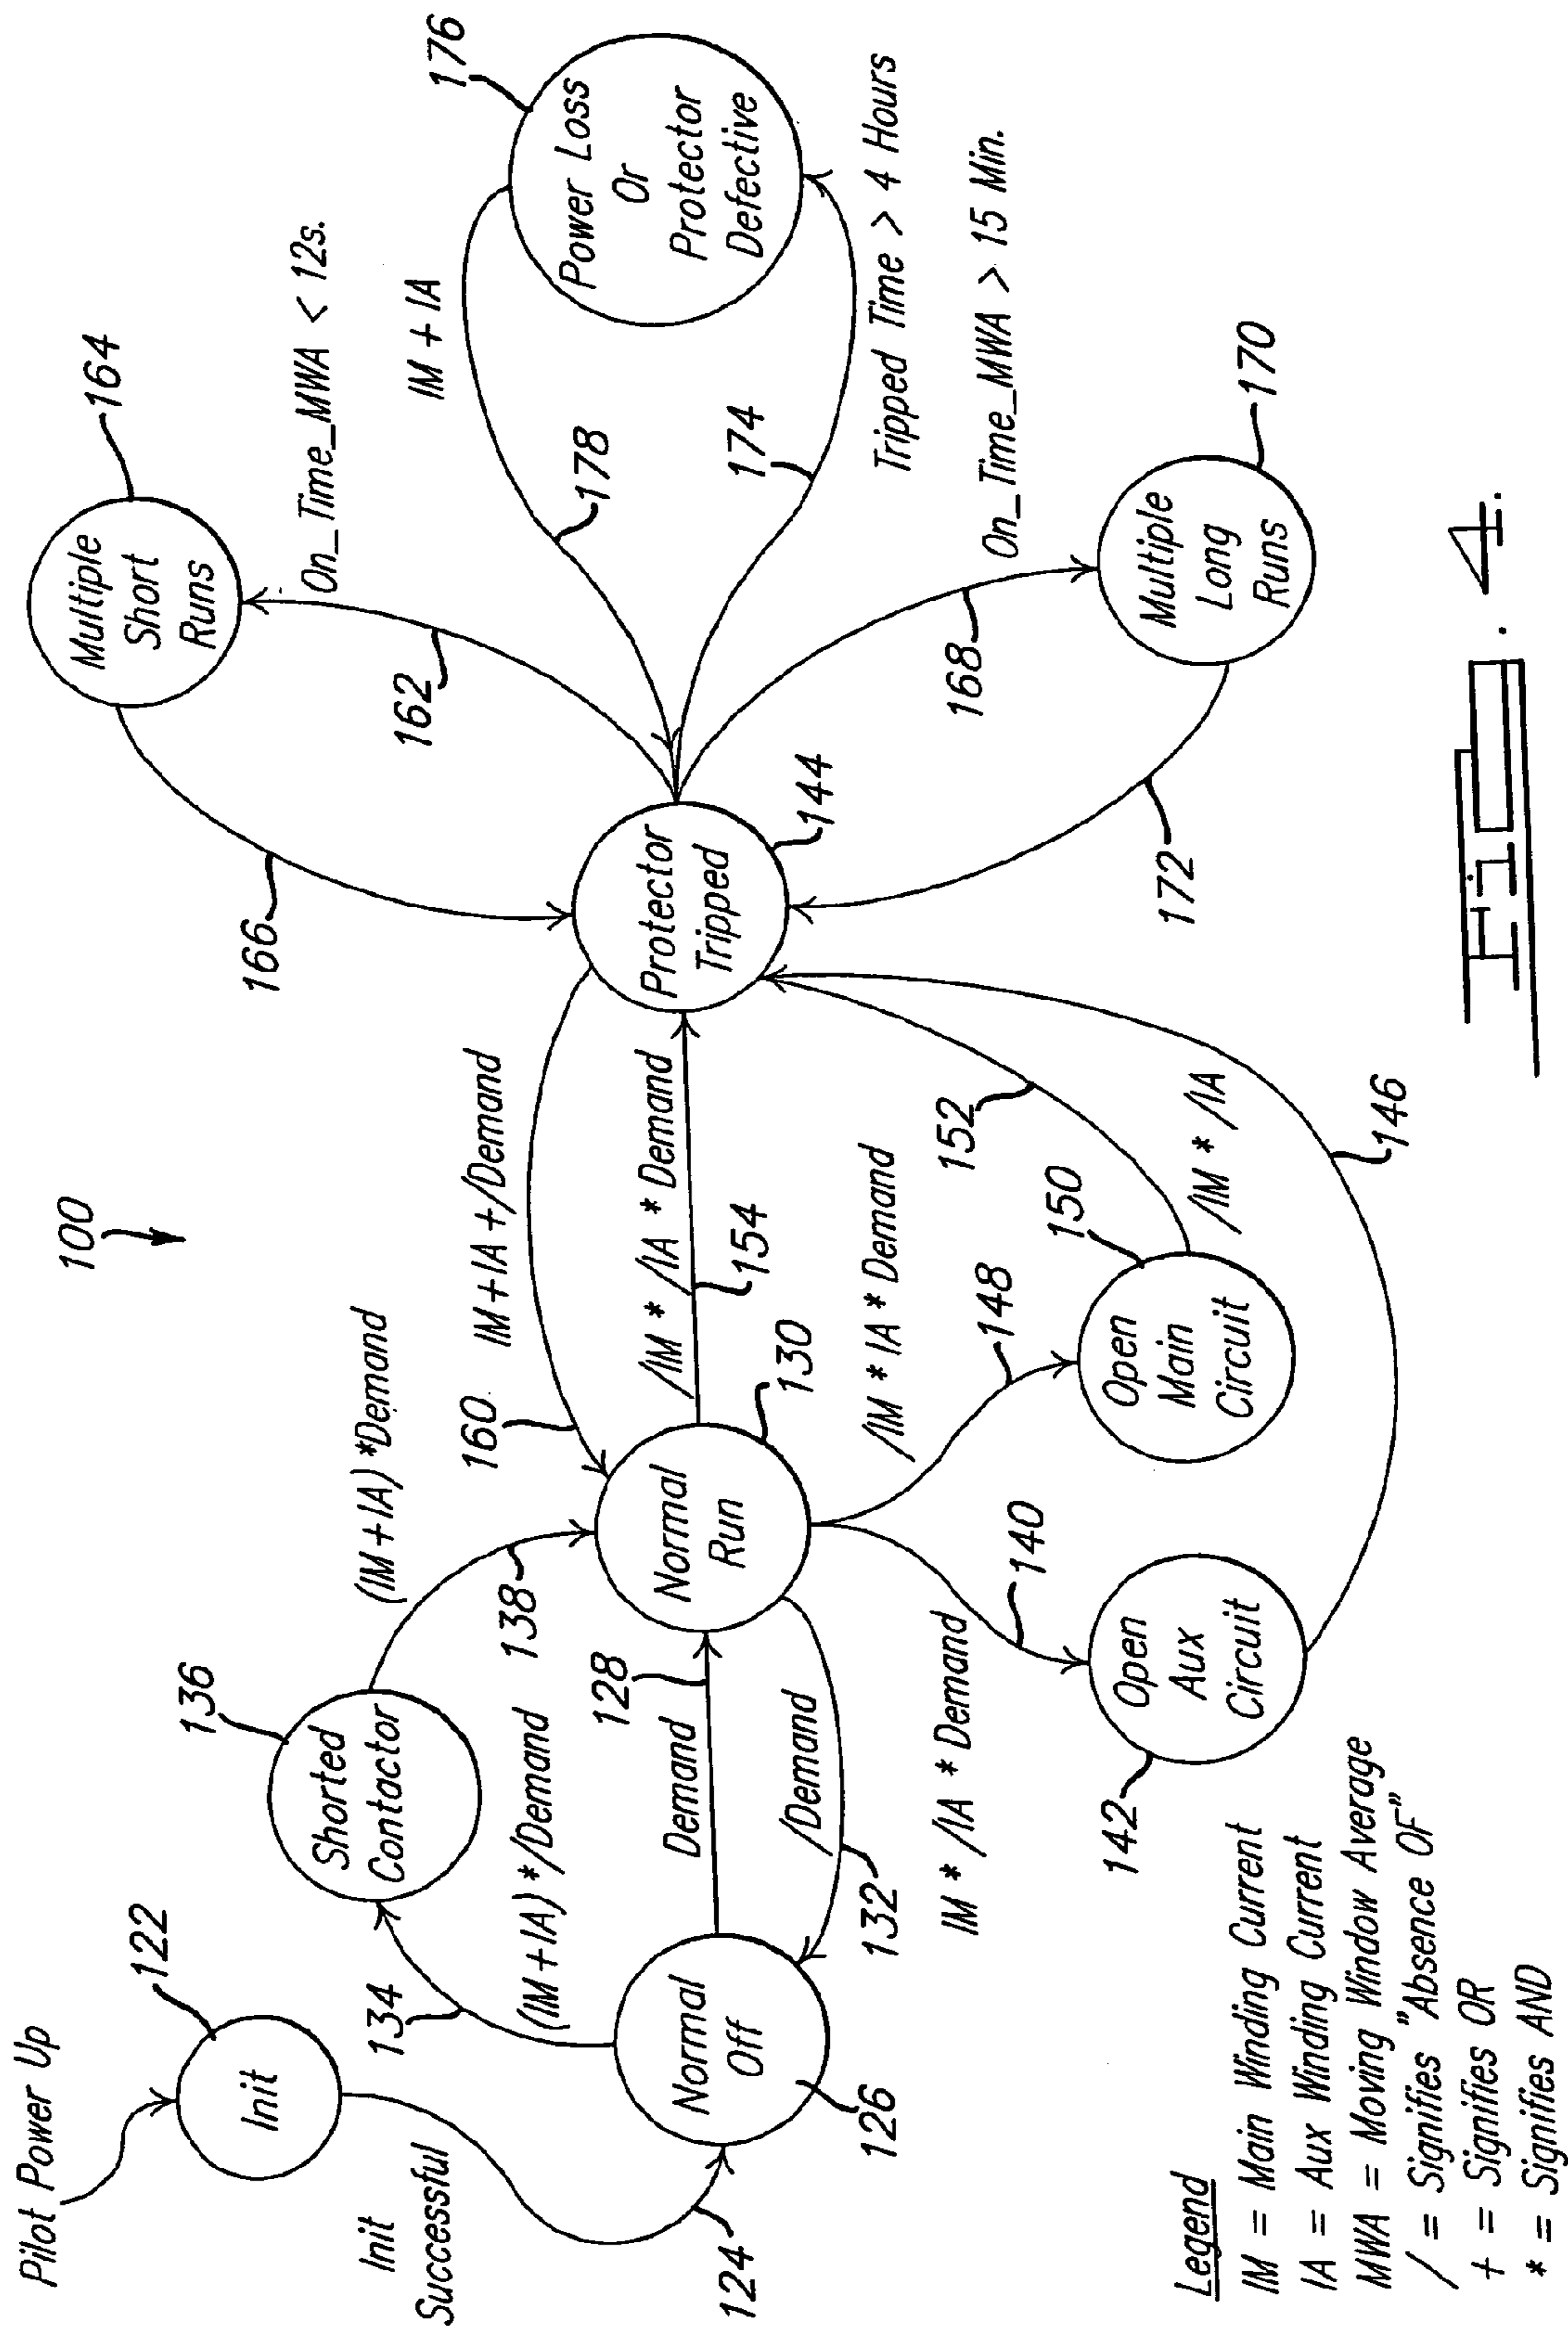 100
Pilot Power Up
122
Init
Init
Successful
124
Normal
Off
126
134
(IM + IA) */Demand
136
Shorted
Contactor
138
(IM + IA) *Demand
128
Demand
/Demand
132
Normal
Run
130
160
IM + IA +/Demand
/IM * /IA * Demand
154
/IM * IA * Demand
148
IM * /IA * Demand
140
Open
Aux
Circuit
142
Open
Main
Circuit
150
152
/IM * /IA
146
Protector
Tripped
144
166
162
Multiple
Short
Runs
164
On_Time_MWA < 12s.
IM + IA
178
174
Power Loss
Or
Protector
Defective
176
Tripped Time > 4 Hours
On_Time_MWA > 15 Min.
168
Multiple
Long
Runs
170
172
Legend
IM = Main Winding Current
IA = Aux Winding Current
MWA = Moving Window Average
/ = Signifies "Absence OF"
+ = Signifies OR
* = Signifies AND
Fig. 4.